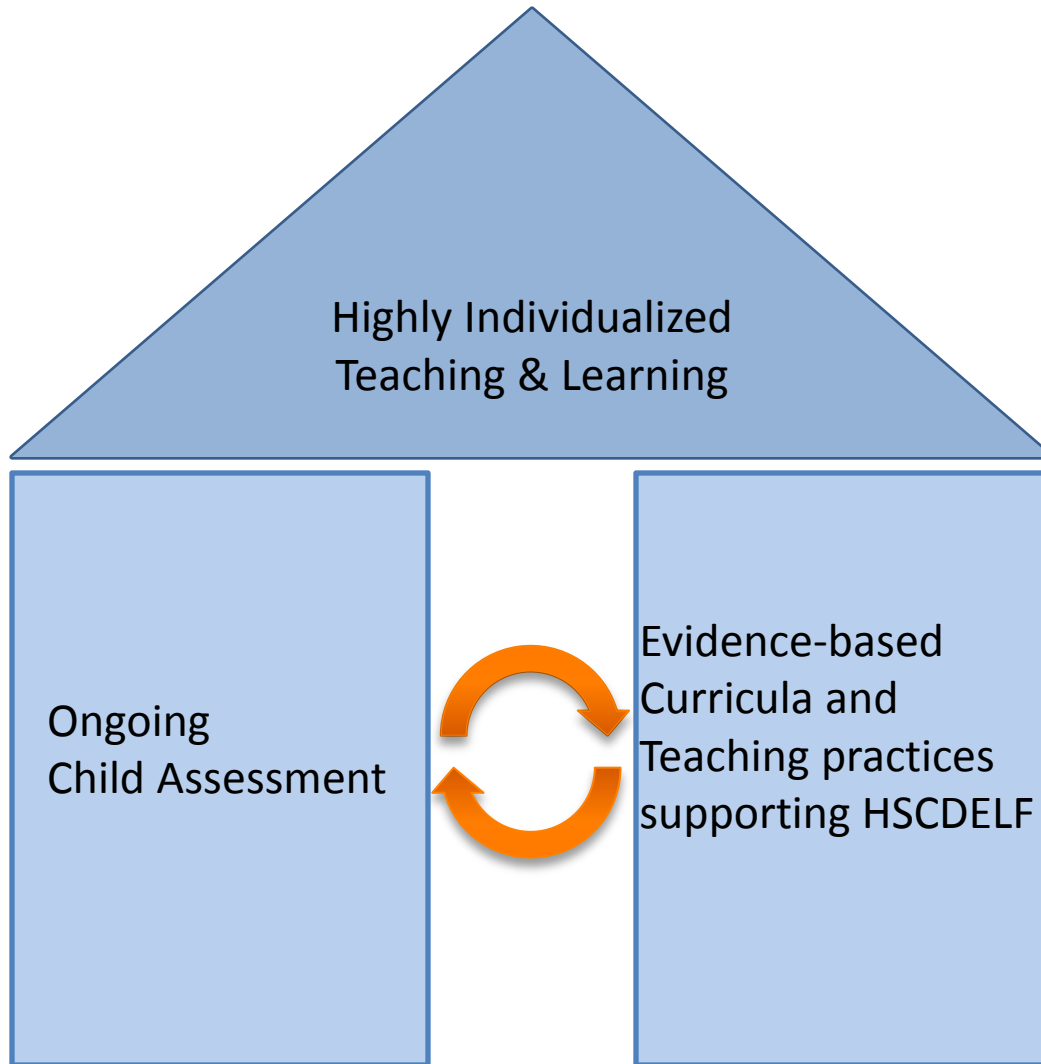 Highly Individualized
Teaching & Learning
Ongoing
Child Assessment
Evidence-based
Curricula and
Teaching practices
supporting HSCDELF